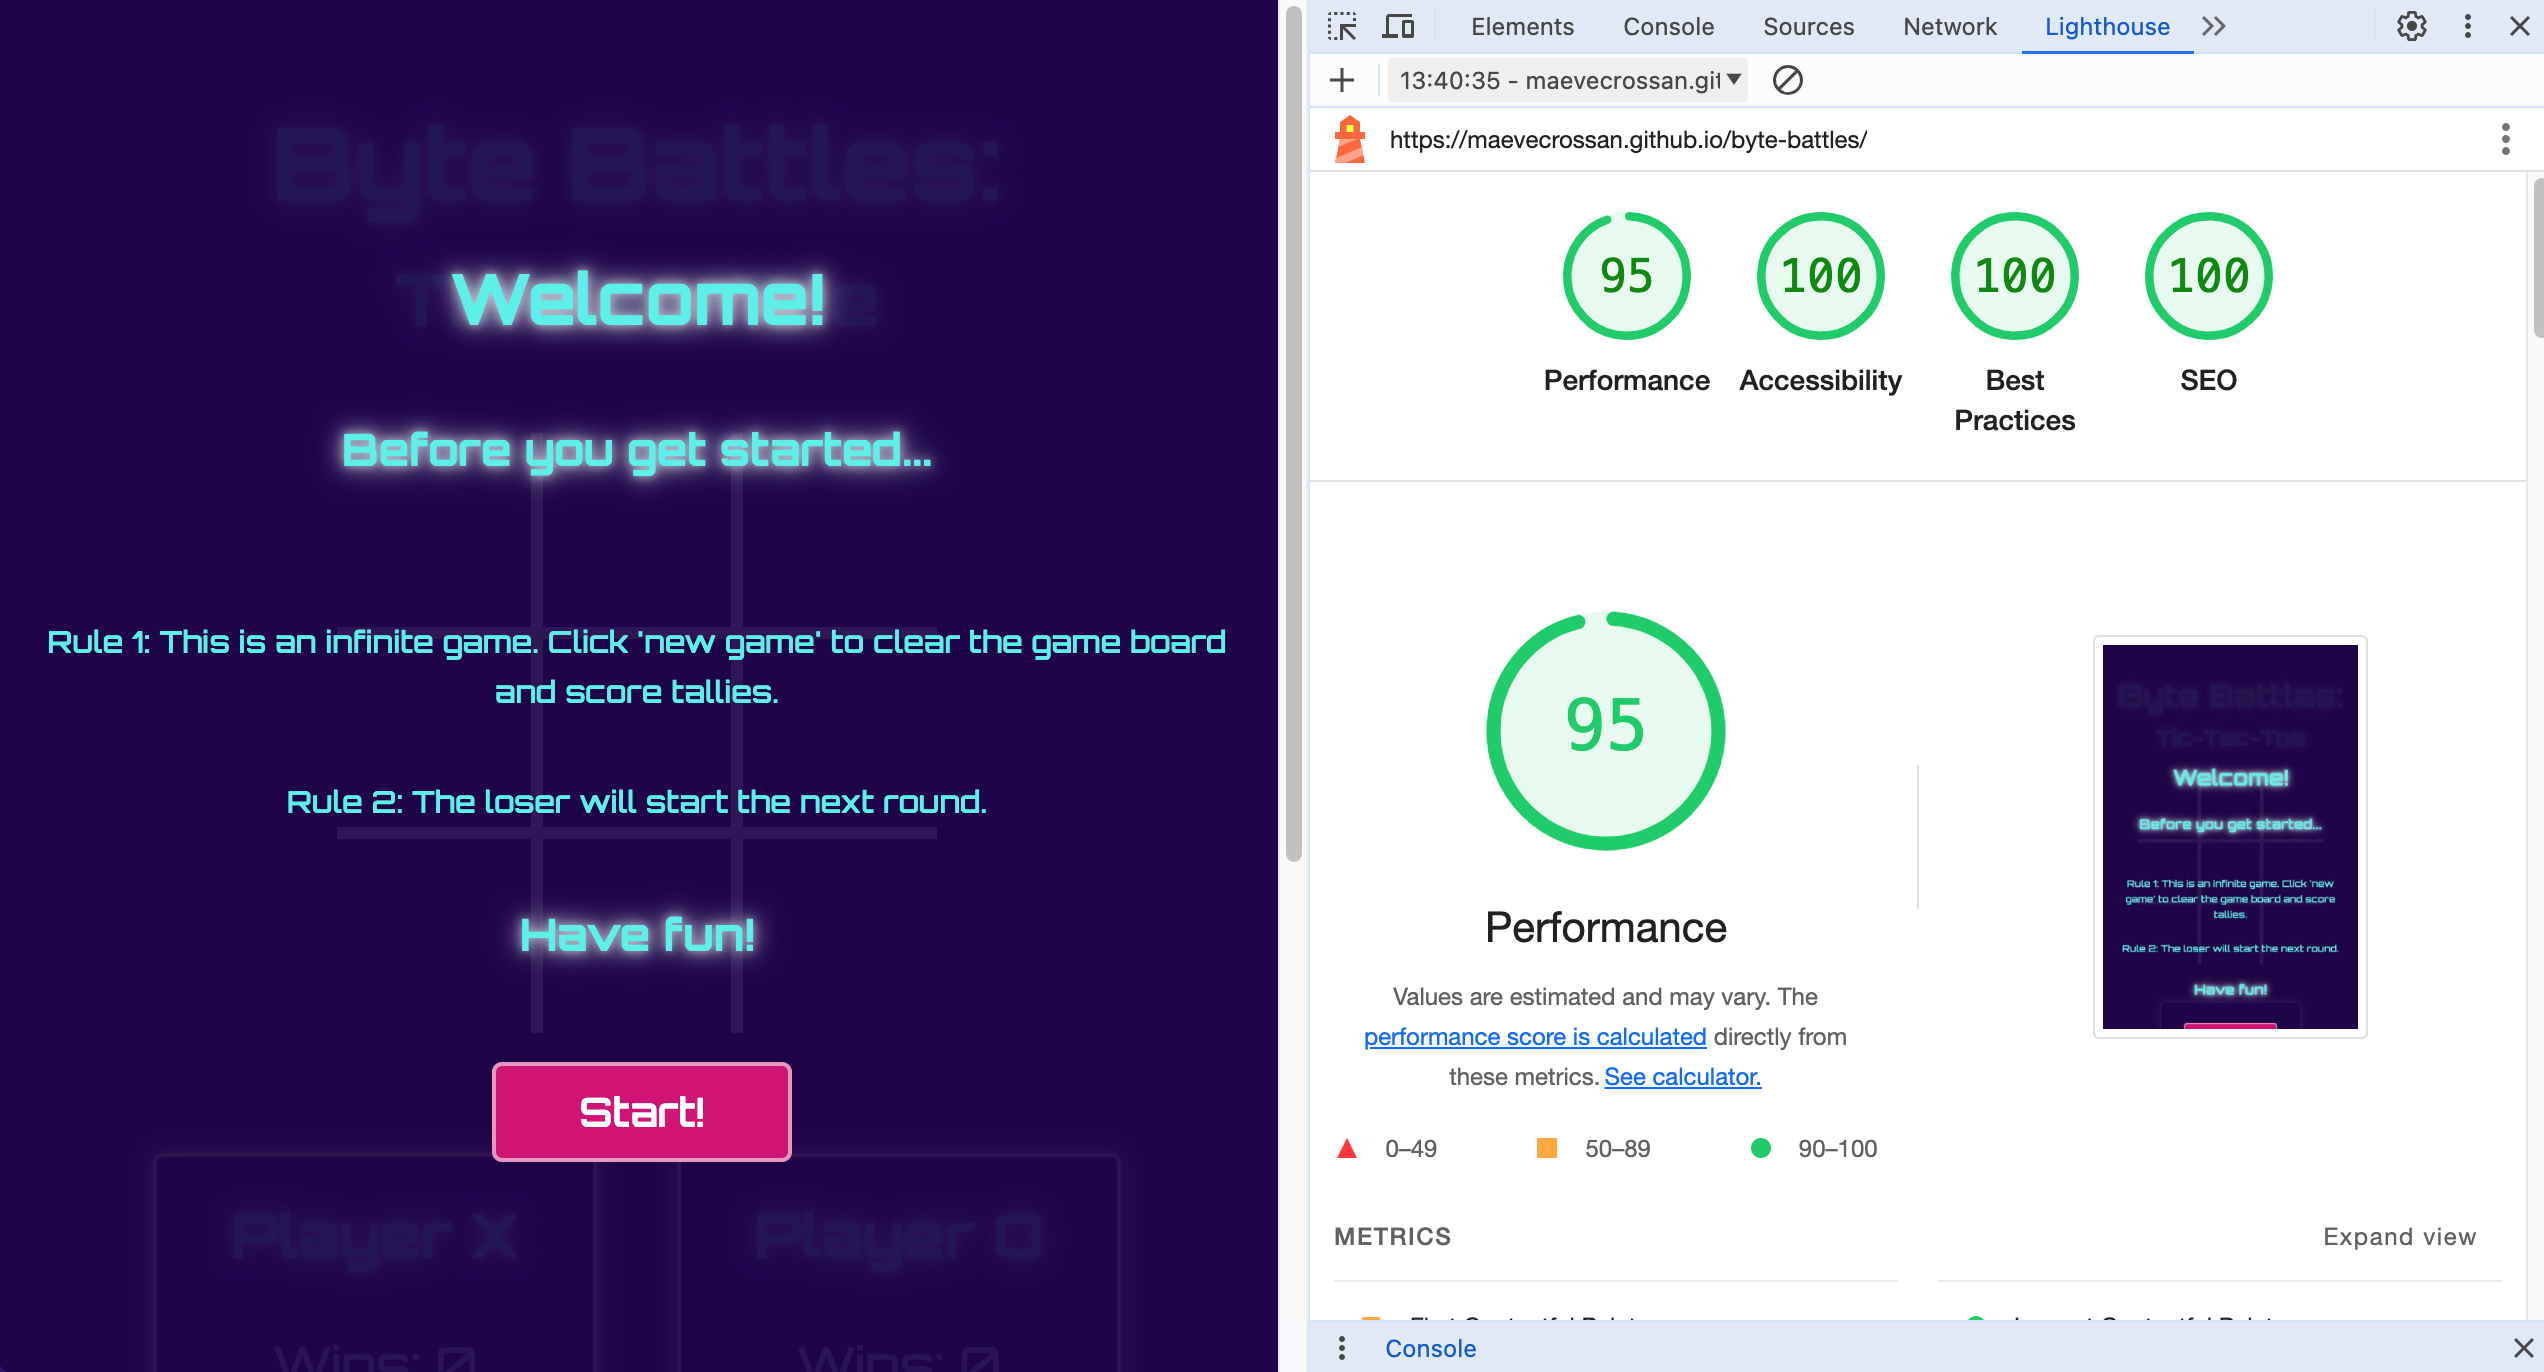 Byte Battles:
Welcome!
Before you get started...
Rule 1: This is an infinite game. Click 'new game' to clear the game board
and score tallies.
Rule 2: The loser will start the next round.
Have fun!
Start!
Player X
Player O
Wins: 0
Wins: 0
Elements
Console
Sources
Network
Lighthouse
13:40:35 - maevecrossan.git
https://maevecrossan.github.io/byte-battles/
95
100
100
100
Performance
Accessibility
Best
Practices
SEO
95
Performance
Values are estimated and may vary. The
performance score is calculated directly from
these metrics. See calculator.
0–49
50–89
90–100
Byte Battles:
Tic-Tac-Toe
Welcome!
Before you get started...
Rule 1: This is an infinite game. Click 'new
game' to clear the game board and score
tallies.
Rule 2: The loser will start the next round.
Have fun!
METRICS
Expand view
Console